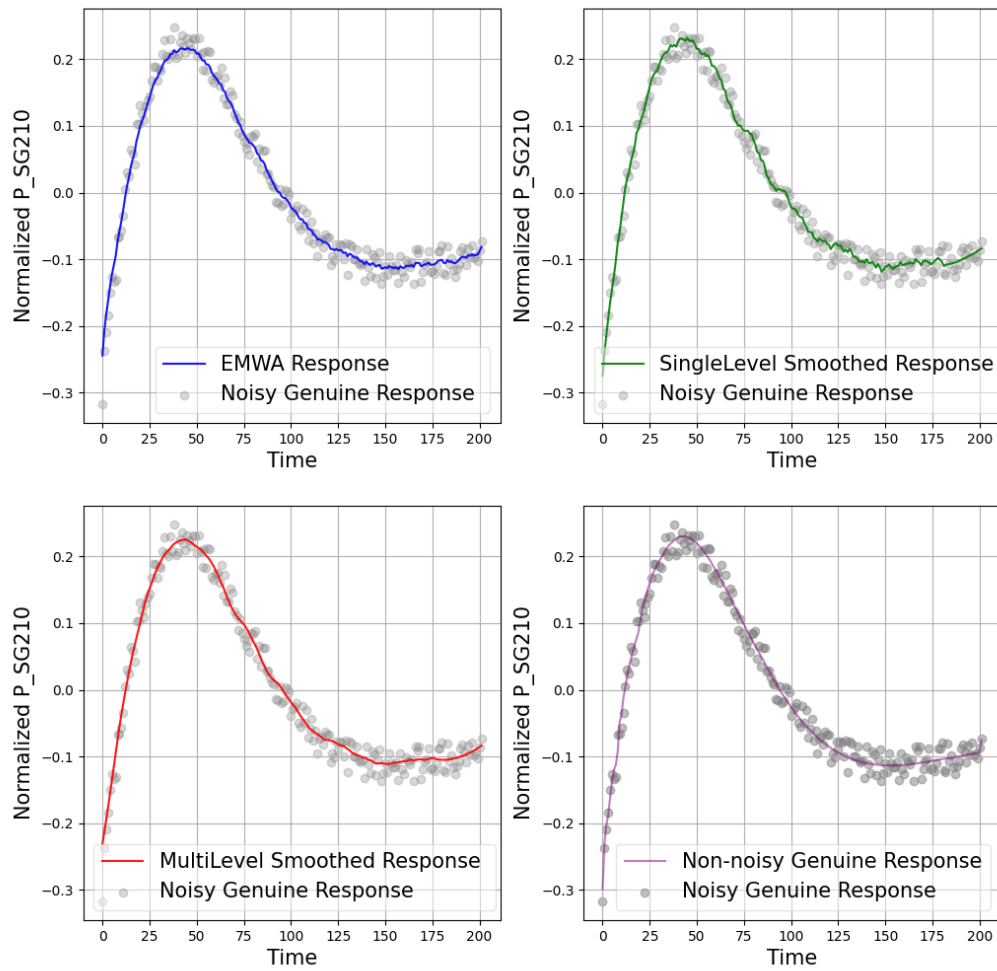 Normalized P_SG210
0.2
0.1
0.0
−0.1
−0.2
−0.3
EMWA Response
Noisy Genuine Response
0 25 50 75 100 125 150 175 200
Time
Normalized P_SG210
0.2
0.1
0.0
−0.1
−0.2
−0.3
SingleLevel Smoothed Response
Noisy Genuine Response
0 25 50 75 100 125 150 175 200
Time
Normalized P_SG210
0.2
0.1
0.0
−0.1
−0.2
−0.3
MultiLevel Smoothed Response
Noisy Genuine Response
0 25 50 75 100 125 150 175 200
Time
Normalized P_SG210
0.2
0.1
0.0
−0.1
−0.2
−0.3
Non-noisy Genuine Response
Noisy Genuine Response
0 25 50 75 100 125 150 175 200
Time